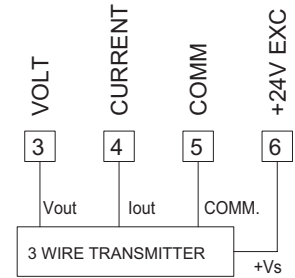 VOLT
CURRENT
COMM
+24V EXC
3
4
5
6
Vout
Iout
COMM.
3 WIRE TRANSMITTER
+Vs